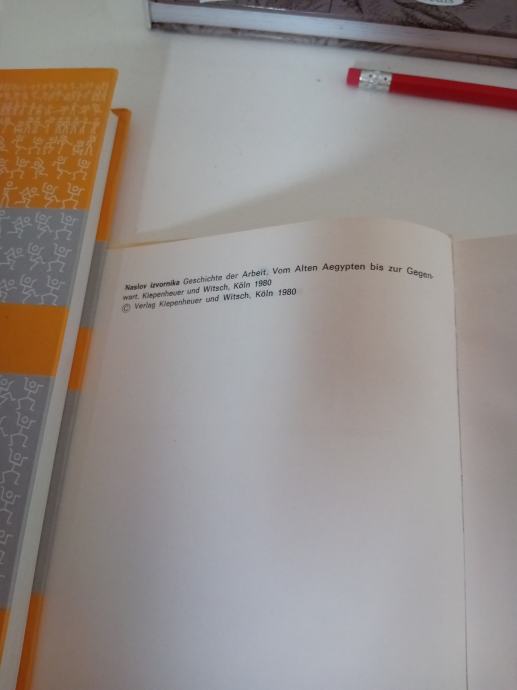 Naslov izvornika Geschichte der Arbeit. Vom Alten Aegypten bis zur Gegen-
wart. Kiepenheuer und Witsch, Köln 1980
© Verlag Kiepenheuer und Witsch, Köln 1980